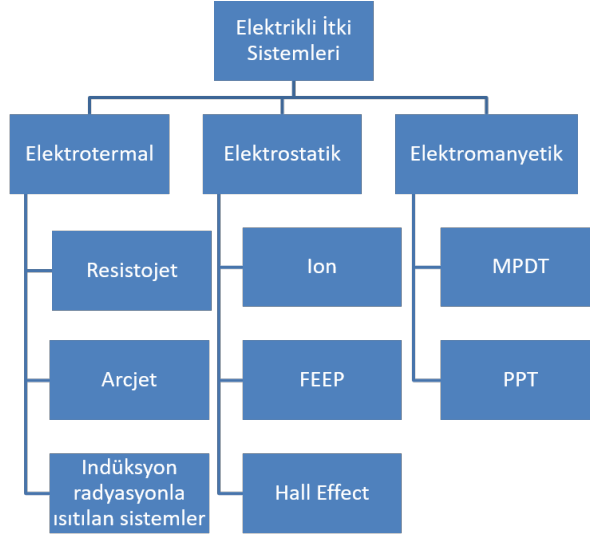 Elektrikli İtki
Sistemleri
Elektrotermal
Elektrostatik
Elektromanyetik
Resistojet
Ion
MPDT
Arcjet
FEEP
PPT
Indüksyon
radyasyonla
ısıtılan sistemler
Hall Effect